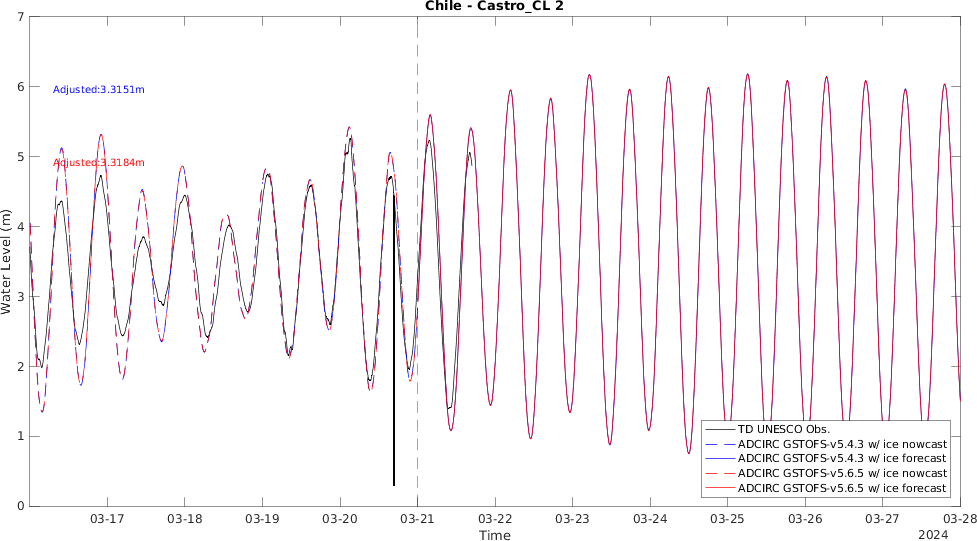 Chile - Castro_CL 2
7
6
5
4
3
2
1
0
Water Level (m)
Adjusted:3.3151m
Adjusted:3.3184m
TD UNESCO Obs.
ADCIRC GSTOFS-v5.4.3 w/ ice nowcast
ADCIRC GSTOFS-v5.4.3 w/ ice forecast
ADCIRC GSTOFS-v5.6.5 w/ ice nowcast
ADCIRC GSTOFS-v5.6.5 w/ ice forecast
03-17 03-18 03-19 03-20 03-21 03-22 03-23 03-24 03-25 03-26 03-27 03-28
Time
2024